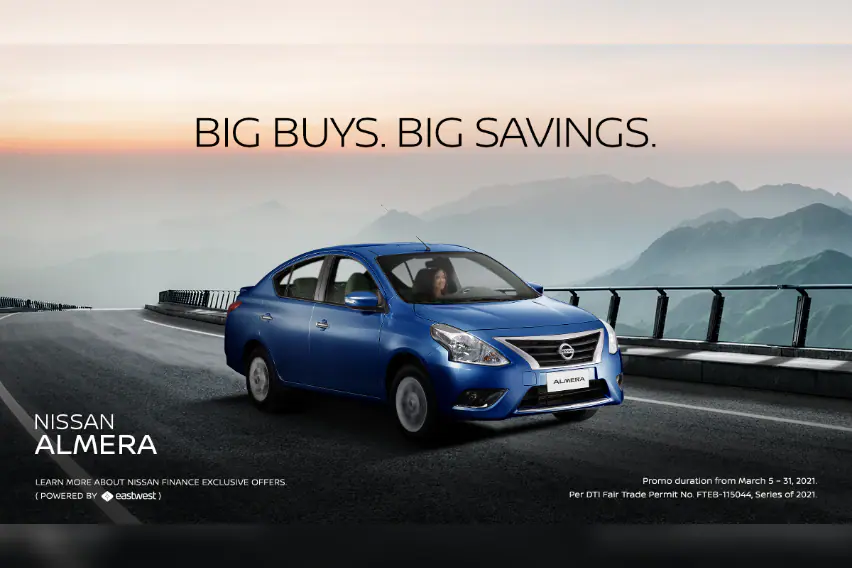 BIG BUYS. BIG SAVINGS.
ALMERA
NISSAN
ALMERA
LEARN MORE ABOUT NISSAN FINANCE EXCLUSIVE OFFERS.
( POWERED BY eastwest )
Promo duration from March 5 – 31, 2021.
Per DTI Fair Trade Permit No. FTEB-115044, Series of 2021.